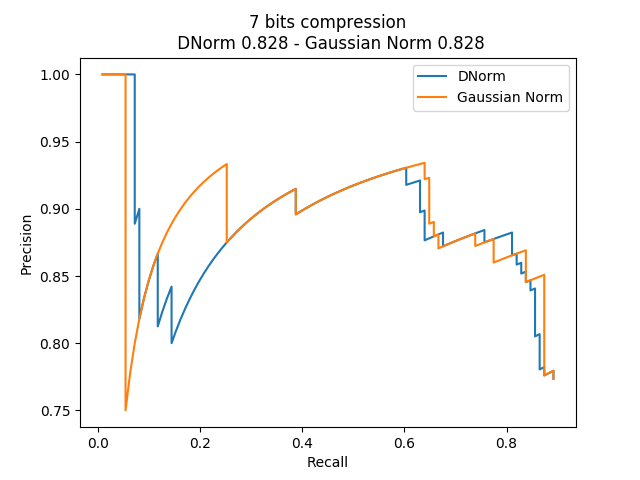 7 bits compression
DNorm 0.828 - Gaussian Norm 0.828
DNorm
Gaussian Norm
Precision
1.00
0.95
0.90
0.85
0.80
0.75
0.0 0.2 0.4 0.6 0.8
Recall